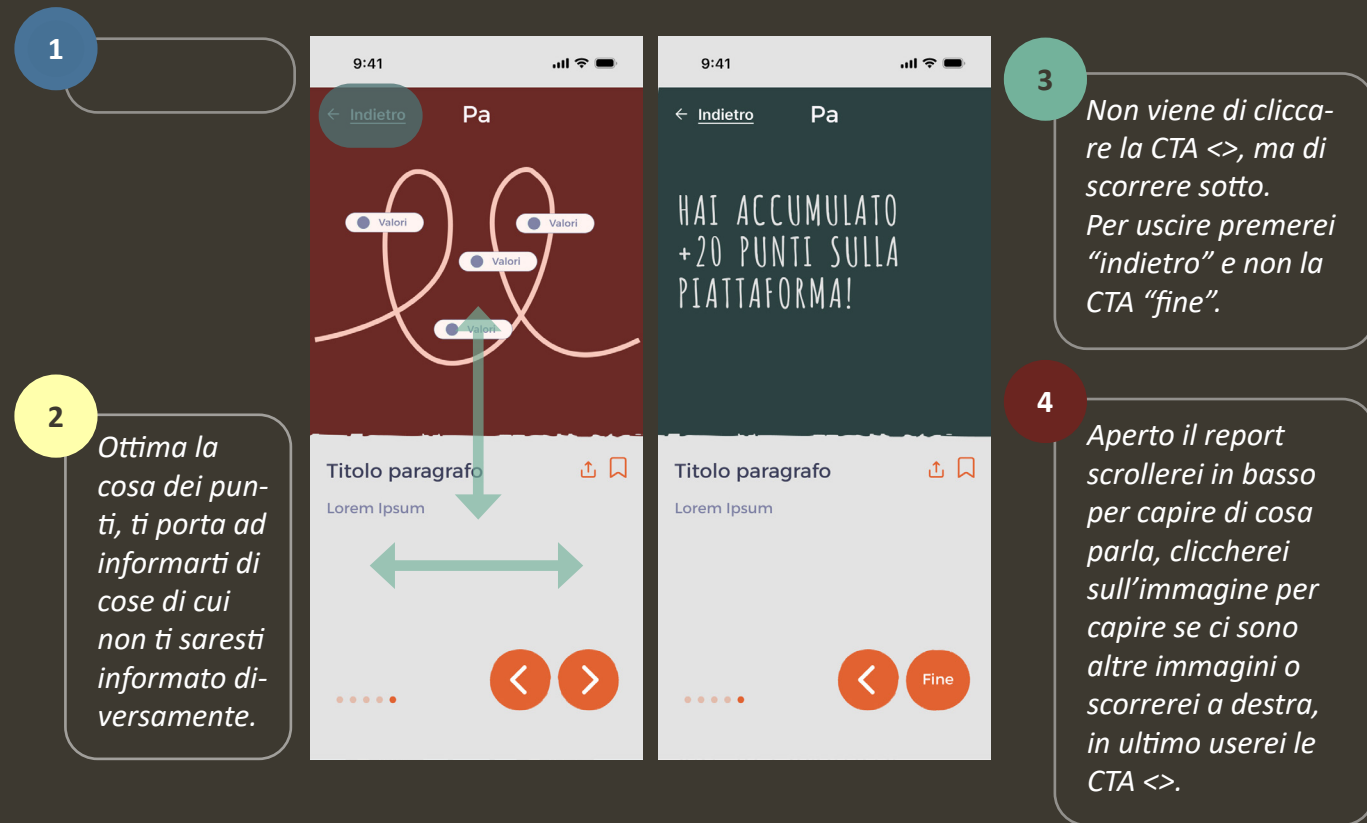 1
2
Ottima la
cosa dei pun-
ti, ti porta ad
informarti di
cose di cui
non ti saresti
informato di-
versamente.
9:41
← Indietro
Pa
Valori
Valori
Valori
Valori
Titolo paragrafo
Lorem Ipsum
< >
9:41
← Indietro
Pa
HAI ACCUMULATO
+20 PUNTI SULLA
PIATTAFORMA!
Titolo paragrafo
Lorem Ipsum
< Fine
3
Non viene di clicca-
re la CTA <>, ma di
scorrere sotto.
Per uscire premerei
“indietro” e non la
CTA “fine”.
4
Aperto il report
scrollerei in basso
per capire di cosa
parla, cliccherei
sull’immagine per
capire se ci sono
altre immagini o
scorrerei a destra,
in ultimo userei le
CTA <>.